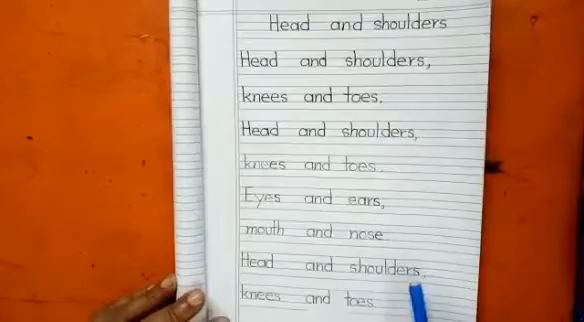 Head and shoulders
Head and shoulders,
knees and toes.
Head and shoulders,
knees and toes.
Eyes and ears,
mouth and nose
Head and shoulders,
knees and toes.